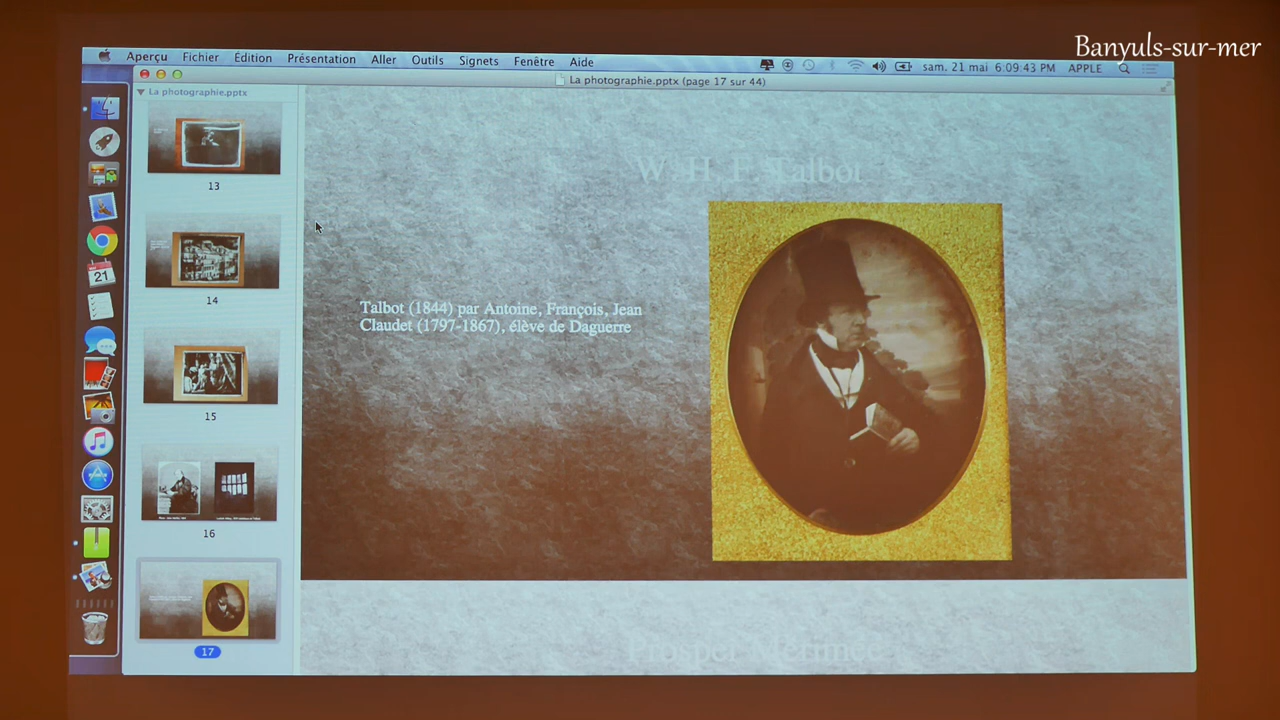 Banyuls-sur-mer
Aperçu Fichier Édition Présentation Aller Outils Signets Fenêtre Aide sam. 21 mai 6:09:43 PM APPLE
La photographie.pptx (page 17 sur 44)
La photographie.pptx
13
14
15
16
17
W. H. F. Talbot
Talbot (1844) par Antoine, François, Jean
Claudet (1797-1867), élève de Daguerre
Prosper Mérimée
21